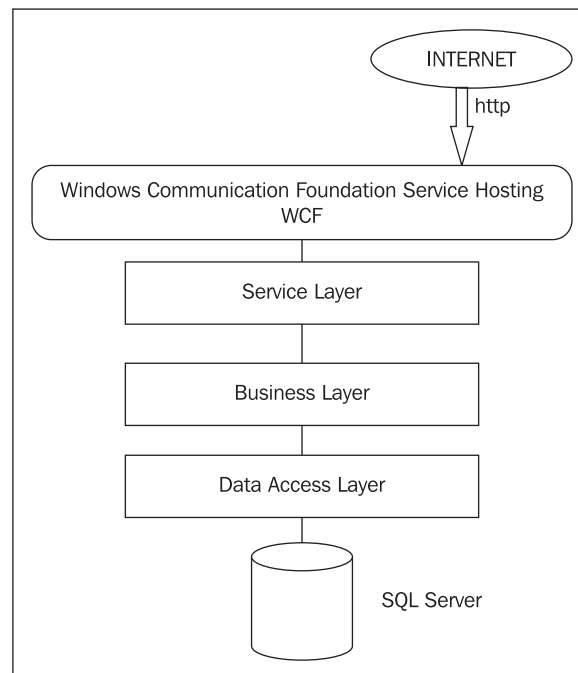 INTERNET
http
Windows Communication Foundation Service Hosting
WCF
Service Layer
Business Layer
Data Access Layer
SQL Server